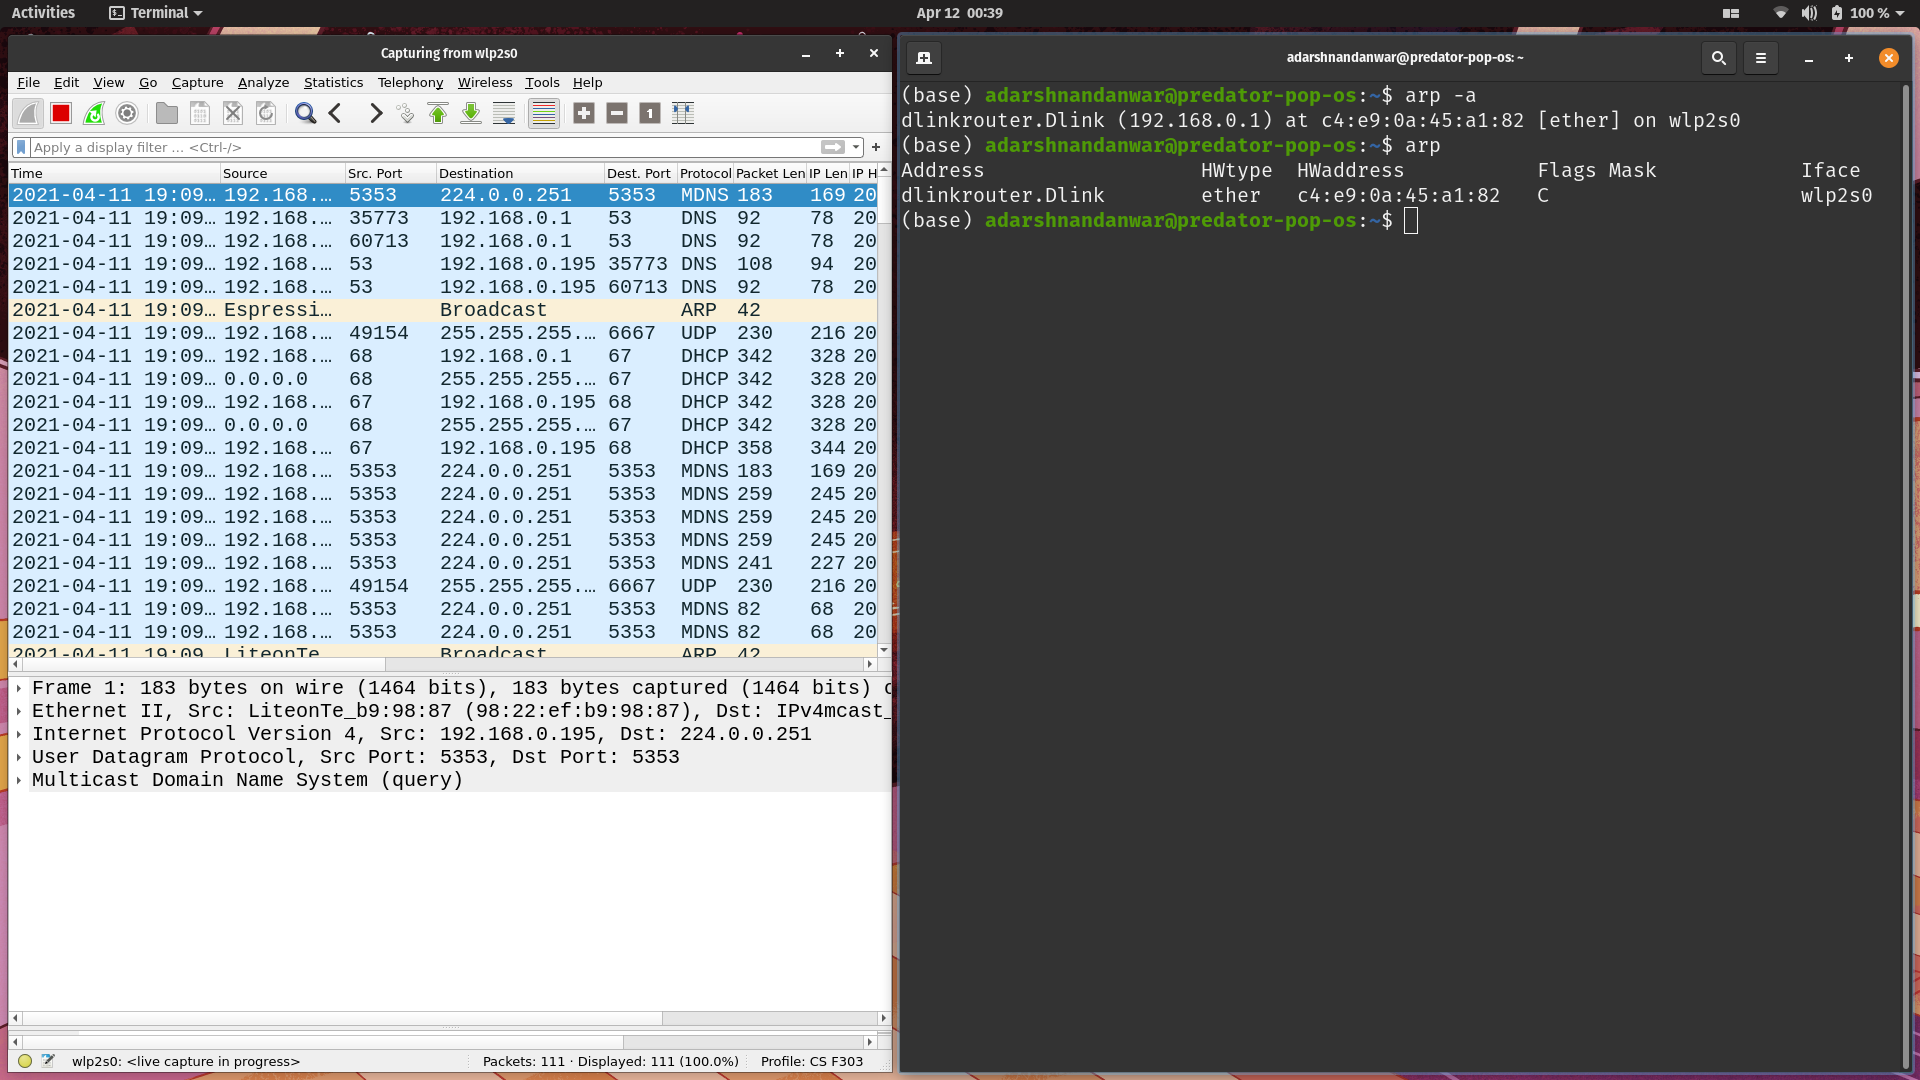 Activities Terminal Apr 12 00:39 100 %
Capturing from wlp2s0
File Edit View Go Capture Analyze Statistics Telephony Wireless Tools Help
Apply a display filter ... <Ctrl-/>
Time Source Src. Port Destination Dest. Port Protocol Packet Len IP Len IP H
2021-04-11 19:09… 192.168.… 5353 224.0.0.251 5353 MDNS 183 169 20
2021-04-11 19:09… 192.168.… 35773 192.168.0.1 53 DNS 92 78 20
2021-04-11 19:09… 192.168.… 60713 192.168.0.1 53 DNS 92 78 20
2021-04-11 19:09… 192.168.… 53 192.168.0.195 35773 DNS 108 94 20
2021-04-11 19:09… 192.168.… 53 192.168.0.195 60713 DNS 92 78 20
2021-04-11 19:09… Espressi… Broadcast ARP 42
2021-04-11 19:09… 192.168.… 49154 255.255.255.… 6667 UDP 230 216 20
2021-04-11 19:09… 192.168.… 68 192.168.0.1 67 DHCP 342 328 20
2021-04-11 19:09… 0.0.0.0 68 255.255.255.… 67 DHCP 342 328 20
2021-04-11 19:09… 192.168.… 67 192.168.0.195 68 DHCP 342 328 20
2021-04-11 19:09… 0.0.0.0 68 255.255.255.… 67 DHCP 342 328 20
2021-04-11 19:09… 192.168.… 67 192.168.0.195 68 DHCP 358 344 20
2021-04-11 19:09… 192.168.… 5353 224.0.0.251 5353 MDNS 183 169 20
2021-04-11 19:09… 192.168.… 5353 224.0.0.251 5353 MDNS 259 245 20
2021-04-11 19:09… 192.168.… 5353 224.0.0.251 5353 MDNS 259 245 20
2021-04-11 19:09… 192.168.… 5353 224.0.0.251 5353 MDNS 259 245 20
2021-04-11 19:09… 192.168.… 5353 224.0.0.251 5353 MDNS 241 227 20
2021-04-11 19:09… 192.168.… 49154 255.255.255.… 6667 UDP 230 216 20
2021-04-11 19:09… 192.168.… 5353 224.0.0.251 5353 MDNS 82 68 20
2021-04-11 19:09… 192.168.… 5353 224.0.0.251 5353 MDNS 82 68 20
2021-04-11 19:09… LiteonTe… Broadcast ARP 42
Frame 1: 183 bytes on wire (1464 bits), 183 bytes captured (1464 bits) o
Ethernet II, Src: LiteonTe_b9:98:87 (98:22:ef:b9:98:87), Dst: IPv4mcast_
Internet Protocol Version 4, Src: 192.168.0.195, Dst: 224.0.0.251
User Datagram Protocol, Src Port: 5353, Dst Port: 5353
Multicast Domain Name System (query)
wlp2s0: <live capture in progress> Packets: 111 · Displayed: 111 (100.0%) Profile: CS F303
adarshnandanwar@predator-pop-os: ~
(base) adarshnandanwar@predator-pop-os:~$ arp -a
dlinkrouter.Dlink (192.168.0.1) at c4:e9:0a:45:a1:82 [ether] on wlp2s0
(base) adarshnandanwar@predator-pop-os:~$ arp
Address HWtype HWaddress Flags Mask Iface
dlinkrouter.Dlink ether c4:e9:0a:45:a1:82 C wlp2s0
(base) adarshnandanwar@predator-pop-os:~$